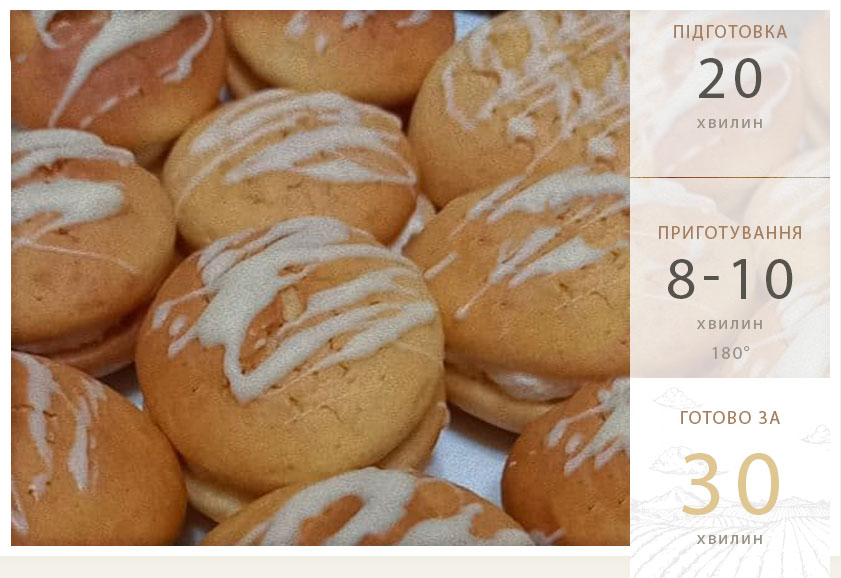 ПІДГОТОВКА
20
ХВИЛИН
ПРИГОТУВАННЯ
8-10
ХВИЛИН
180°
ГОТОВО ЗА
30
ХВИЛИН